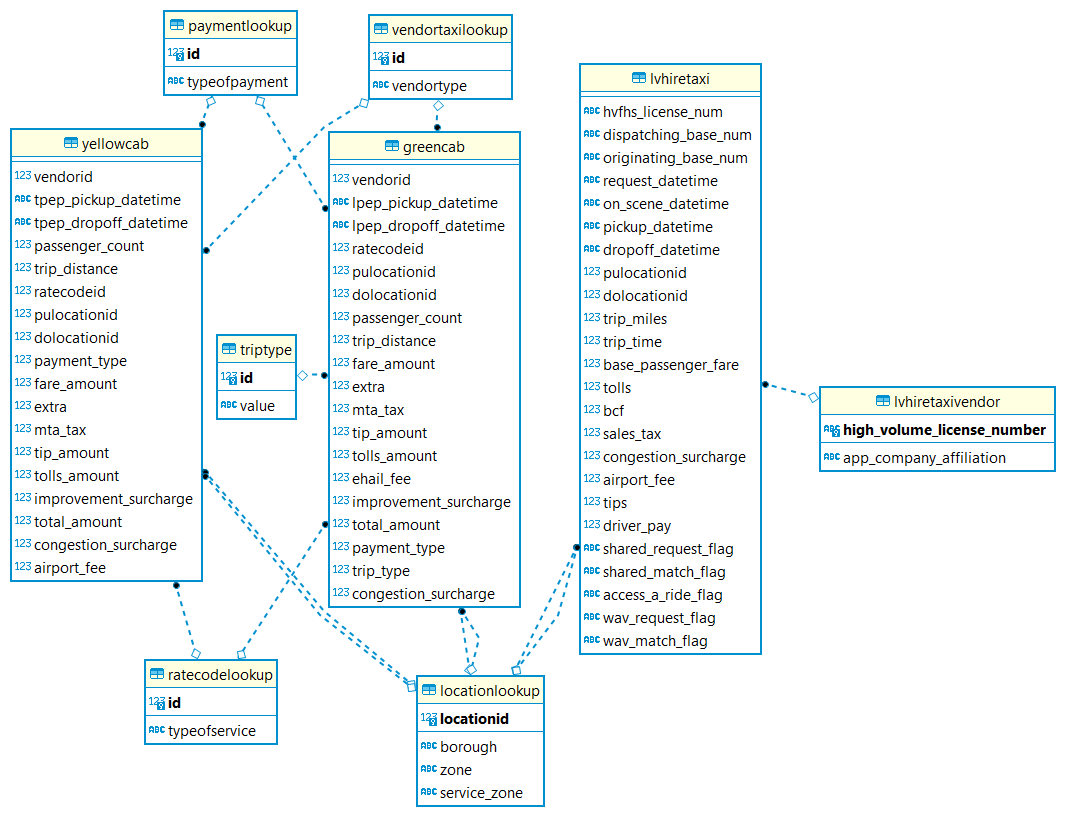 paymentlookup
123 id
ABC typeofpayment
vendortaxilookup
123 id
ABC vendortype
lvhiretaxi
ABC hvfhs_license_num
ABC dispatching_base_num
ABC originating_base_num
ABC request_datetime
ABC on_scene_datetime
ABC pickup_datetime
ABC dropoff_datetime
123 pulocationid
123 dolocationid
123 trip_miles
123 trip_time
123 base_passenger_fare
123 tolls
123 bcf
123 sales_tax
123 congestion_surcharge
123 airport_fee
123 tips
123 driver_pay
ABC shared_request_flag
ABC shared_match_flag
ABC access_a_ride_flag
ABC wav_request_flag
ABC wav_match_flag
yellowcab
123 vendorid
ABC tpep_pickup_datetime
ABC tpep_dropoff_datetime
123 passenger_count
123 trip_distance
123 ratecodeid
123 pulocationid
123 dolocationid
123 payment_type
123 fare_amount
123 extra
123 mta_tax
123 tip_amount
123 tolls_amount
123 improvement_surcharge
123 total_amount
123 congestion_surcharge
123 airport_fee
greencab
123 vendorid
ABC lpep_pickup_datetime
ABC lpep_dropoff_datetime
123 ratecodeid
123 pulocationid
123 dolocationid
123 passenger_count
123 trip_distance
123 fare_amount
123 extra
123 mta_tax
123 tip_amount
123 tolls_amount
123 ehail_fee
123 improvement_surcharge
123 total_amount
123 payment_type
123 trip_type
123 congestion_surcharge
triptype
123 id
ABC value
lvhiretaxivendor
ABC high_volume_license_number
ABC app_company_affiliation
ratecodelookup
123 id
ABC typeofservice
locationlookup
123 locationid
ABC borough
ABC zone
ABC service_zone